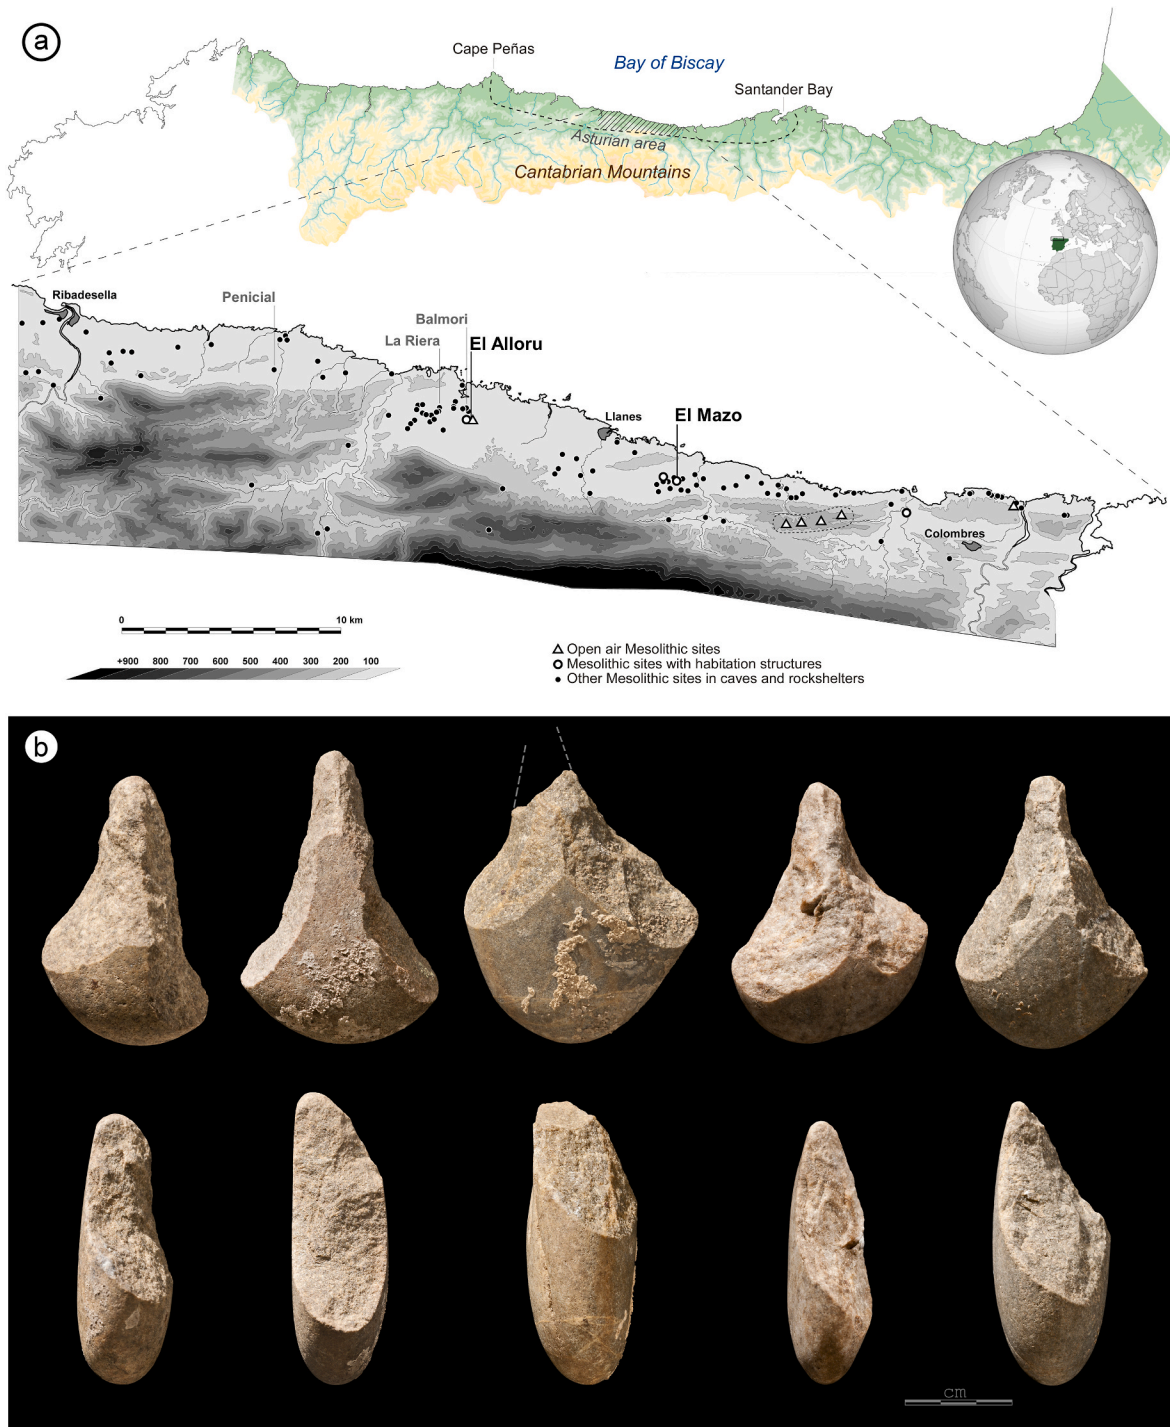 a
Cape Peñas
Bay of Biscay
Santander Bay
Asturian area
Cantabrian Mountains
Ribadesella
Penicial
Balmori
La Riera
El Alloru
Llanes
El Mazo
Colombres
0
10 km
+900 800 700 600 500 400 300 200 100
Open air Mesolithic sites
Mesolithic sites with habitation structures
Other Mesolithic sites in caves and rockshelters
b
cm